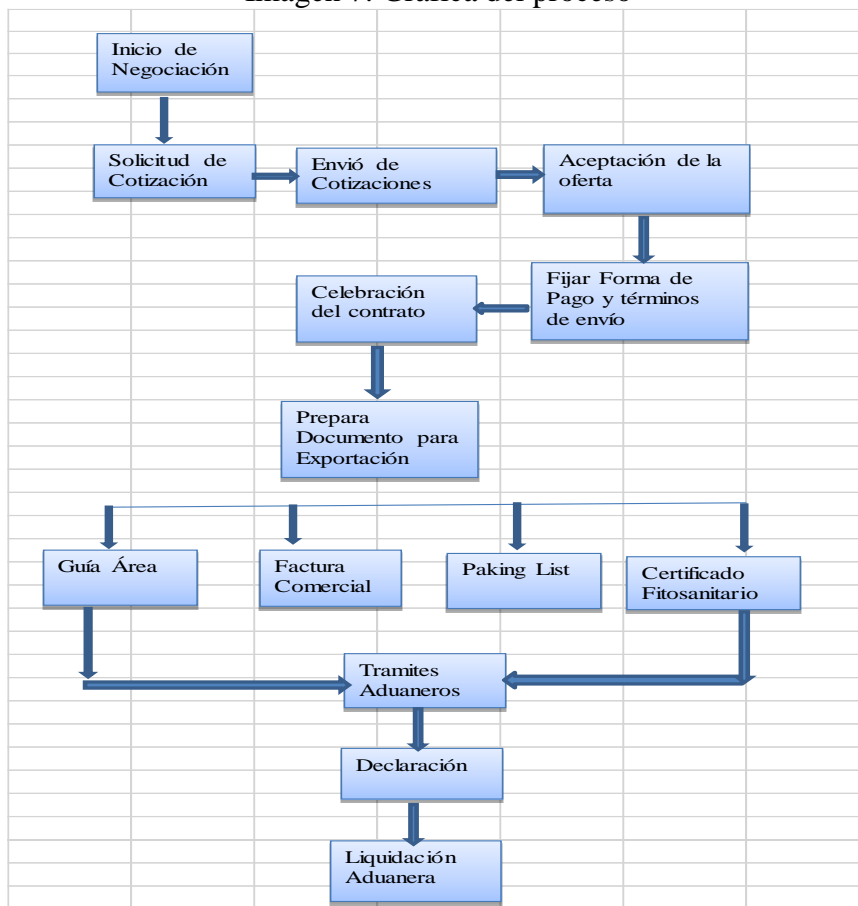 Imagen 7. Gráfica del proceso
Inicio de
Negociación
Solicitud de
Cotización
Envió de
Cotizaciones
Aceptación de la
oferta
Fijar Forma de
Pago y términos
de envío
Celebración
del contrato
Prepara
Documento para
Exportación
Guía Área
Factura
Comercial
Paking List
Certificado
Fitosanitario
Tramites
Aduaneros
Declaración
Liquidación
Aduanera